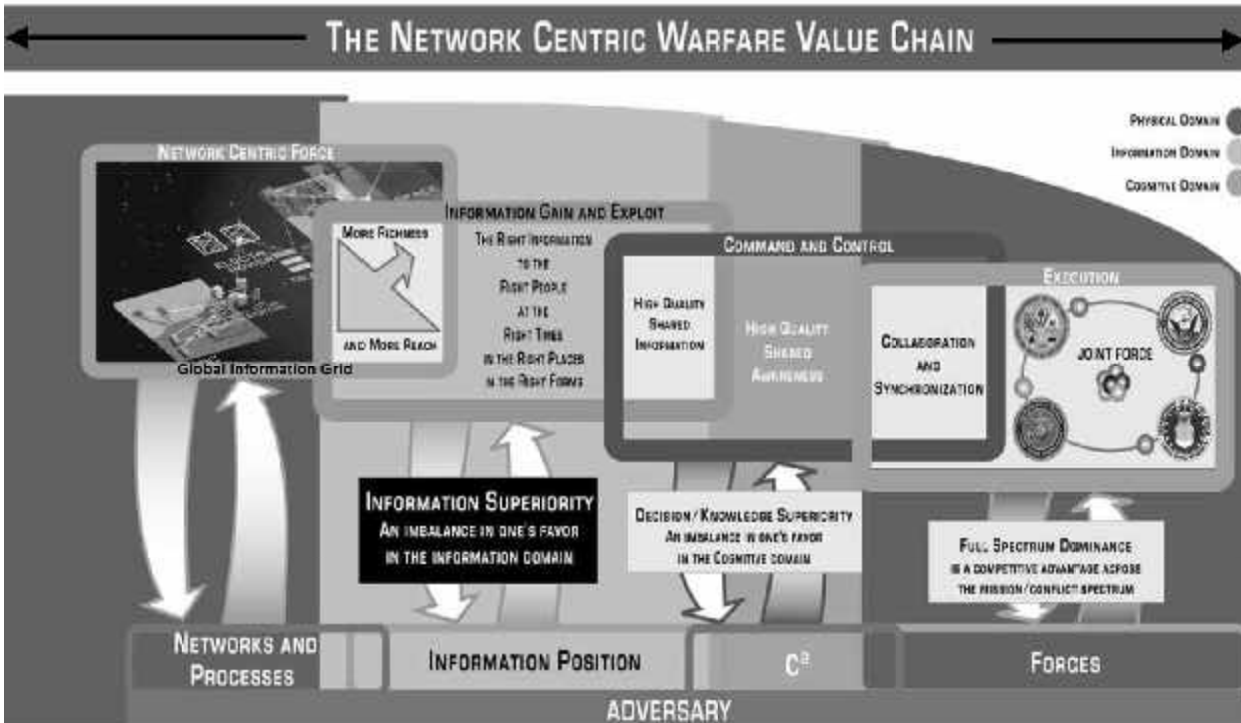 THE NETWORK CENTRIC WARFARE VALUE CHAIN
PHYSICAL DOMAIN
INFORMATION DOMAIN
COGNITIVE DOMAIN
NETWORK CENTRIC FORCE
Global Information Grid
MORE RICHNESS
AND MORE REACH
INFORMATION GAIN AND EXPLOIT
THE RIGHT INFORMATION
TO THE
RIGHT PEOPLE
AT THE
RIGHT TIMES
IN THE RIGHT PLACES
IN THE RIGHT FORMS
COMMAND AND CONTROL
HIGH QUALITY
SHARED
INFORMATION
HIGH QUALITY
SHARED
AWARENESS
COLLABORATION
AND
SYNCHRONIZATION
EXECUTION
JOINT FORCE
INFORMATION SUPERIORITY
AN IMBALANCE IN ONE'S FAVOR
IN THE INFORMATION DOMAIN
DECISION/KNOWLEDGE SUPERIORITY
AN IMBALANCE IN ONE'S FAVOR
IN THE COGNITIVE DOMAIN
FULL SPECTRUM DOMINANCE
IS A COMPETITIVE ADVANTAGE ACROSS
THE MISSION/CONFLICT SPECTRUM
NETWORKS AND
PROCESSES
INFORMATION POSITION
C²
FORCES
ADVERSARY